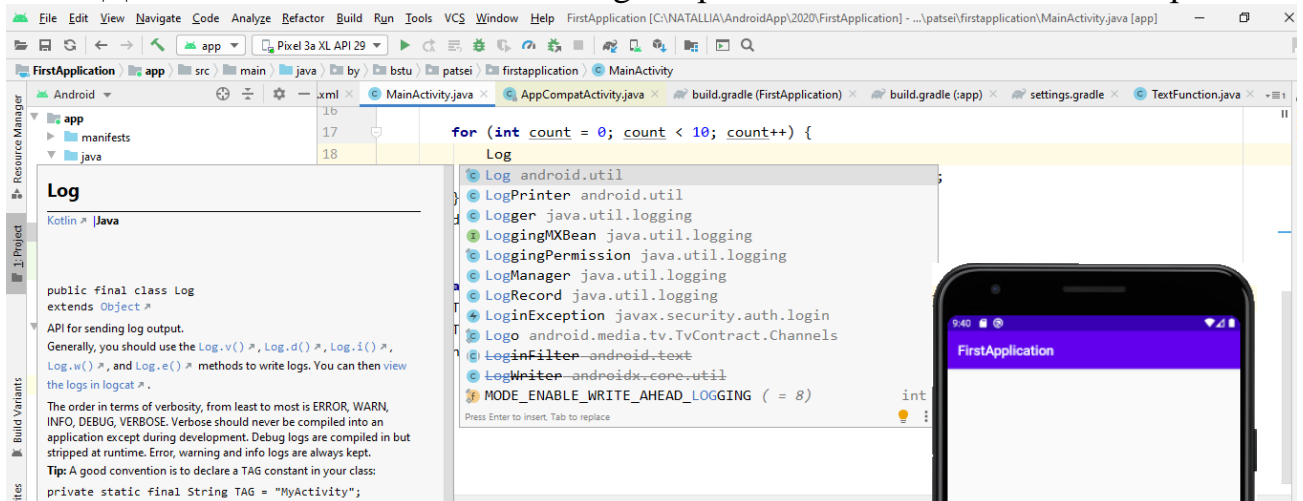 File Edit View Navigate Code Analyze Refactor Build Run Tools VCS Window Help FirstApplication [C:\NATALLIA\AndroidApp\2020\FirstApplication] - ...\patsei\firstapplication\MainActivity.java [app]
app Pixel 3a XL API 29
FirstApplication app src main java by bstu patsei firstapplication MainActivity
Android .xml MainActivity.java AppCompatActivity.java build.gradle (FirstApplication) build.gradle (:app) settings.gradle TextFunction.java
Resource Manager
1: Project
Build Variants
app
manifests
java
16
17 for (int count = 0; count < 10; count++) {
18 Log
Log
Kotlin |Java
public final class Log
extends Object
API for sending log output.
Generally, you should use the Log.v(), Log.d(), Log.i(),
Log.w(), and Log.e() methods to write logs. You can then view
the logs in logcat.
The order in terms of verbosity, from least to most is ERROR, WARN,
INFO, DEBUG, VERBOSE. Verbose should never be compiled into an
application except during development. Debug logs are compiled in but
stripped at runtime. Error, warning and info logs are always kept.
Tip: A good convention is to declare a TAG constant in your class:
private static final String TAG = "MyActivity";
Log android.util
LogPrinter android.util
Logger java.util.logging
LoggingMXBean java.util.logging
LoggingPermission java.util.logging
LogManager java.util.logging
LogRecord java.util.logging
LoginException javax.security.auth.login
Logo android.media.tv.TvContract.Channels
LoginFilter android.text
LogWriter androidx.core.util
MODE_ENABLE_WRITE_AHEAD_LOGGING ( = 8) int
Press Enter to insert, Tab to replace
9:40
FirstApplication